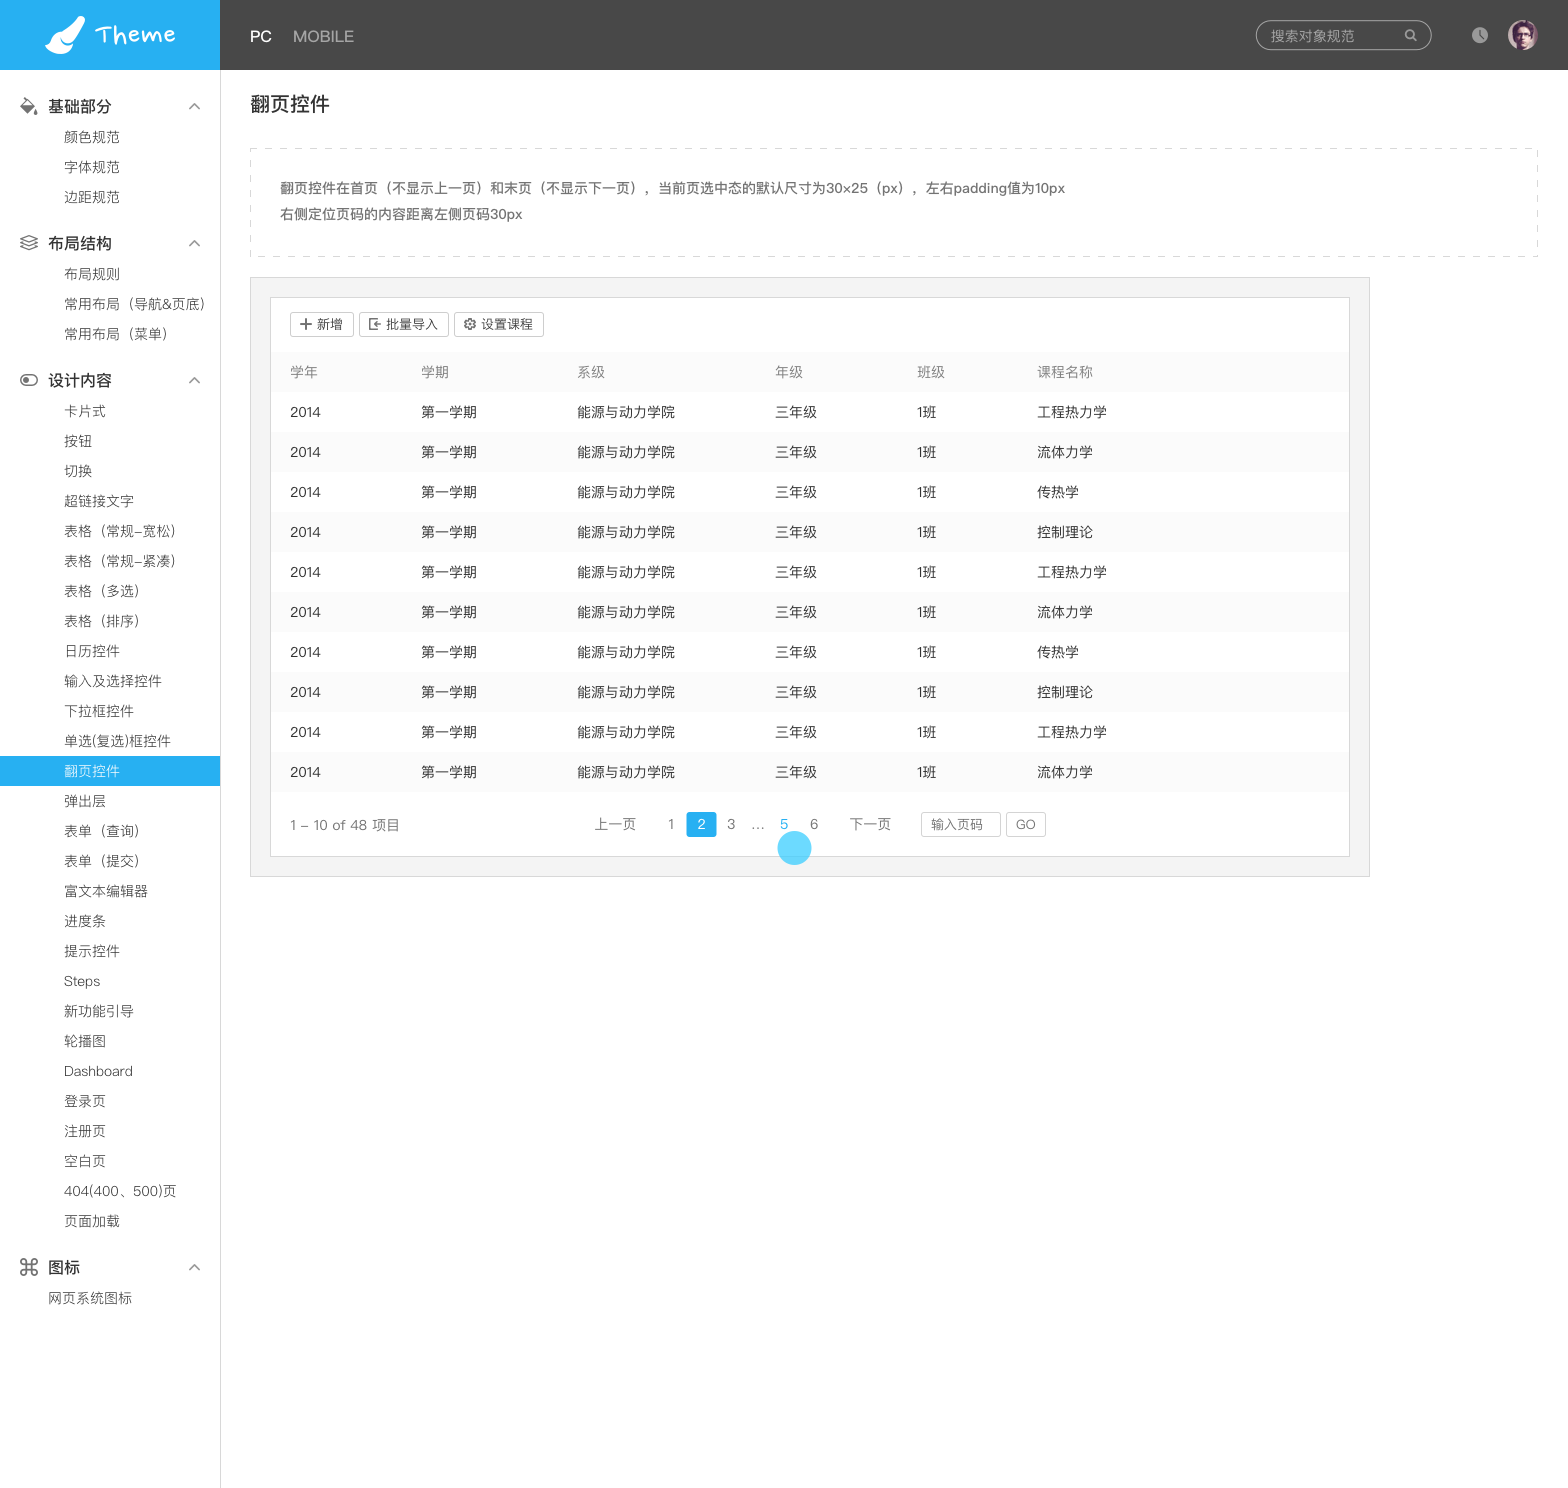 Theme
PC MOBILE
搜索对象规范
基础部分
颜色规范
字体规范
边距规范
布局结构
布局规则
常用布局（导航&页底）
常用布局（菜单）
设计内容
卡片式
按钮
切换
超链接文字
表格（常规-宽松）
表格（常规-紧凑）
表格（多选）
表格（排序）
日历控件
输入及选择控件
下拉框控件
单选(复选)框控件
翻页控件
弹出层
表单（查询）
表单（提交）
富文本编辑器
进度条
提示控件
Steps
新功能引导
轮播图
Dashboard
登录页
注册页
空白页
404(400、500)页
页面加载
图标
网页系统图标
翻页控件
翻页控件在首页（不显示上一页）和末页（不显示下一页），当前页选中态的默认尺寸为30×25（px），左右padding值为10px
右侧定位页码的内容距离左侧页码30px
新增 批量导入 设置课程
学年 学期 系级 年级 班级 课程名称
2014 第一学期 能源与动力学院 三年级 1班 工程热力学
2014 第一学期 能源与动力学院 三年级 1班 流体力学
2014 第一学期 能源与动力学院 三年级 1班 传热学
2014 第一学期 能源与动力学院 三年级 1班 控制理论
2014 第一学期 能源与动力学院 三年级 1班 工程热力学
2014 第一学期 能源与动力学院 三年级 1班 流体力学
2014 第一学期 能源与动力学院 三年级 1班 传热学
2014 第一学期 能源与动力学院 三年级 1班 控制理论
2014 第一学期 能源与动力学院 三年级 1班 工程热力学
2014 第一学期 能源与动力学院 三年级 1班 流体力学
1 – 10 of 48 项目 上一页 1 2 3 ... 5 6 下一页 输入页码 GO